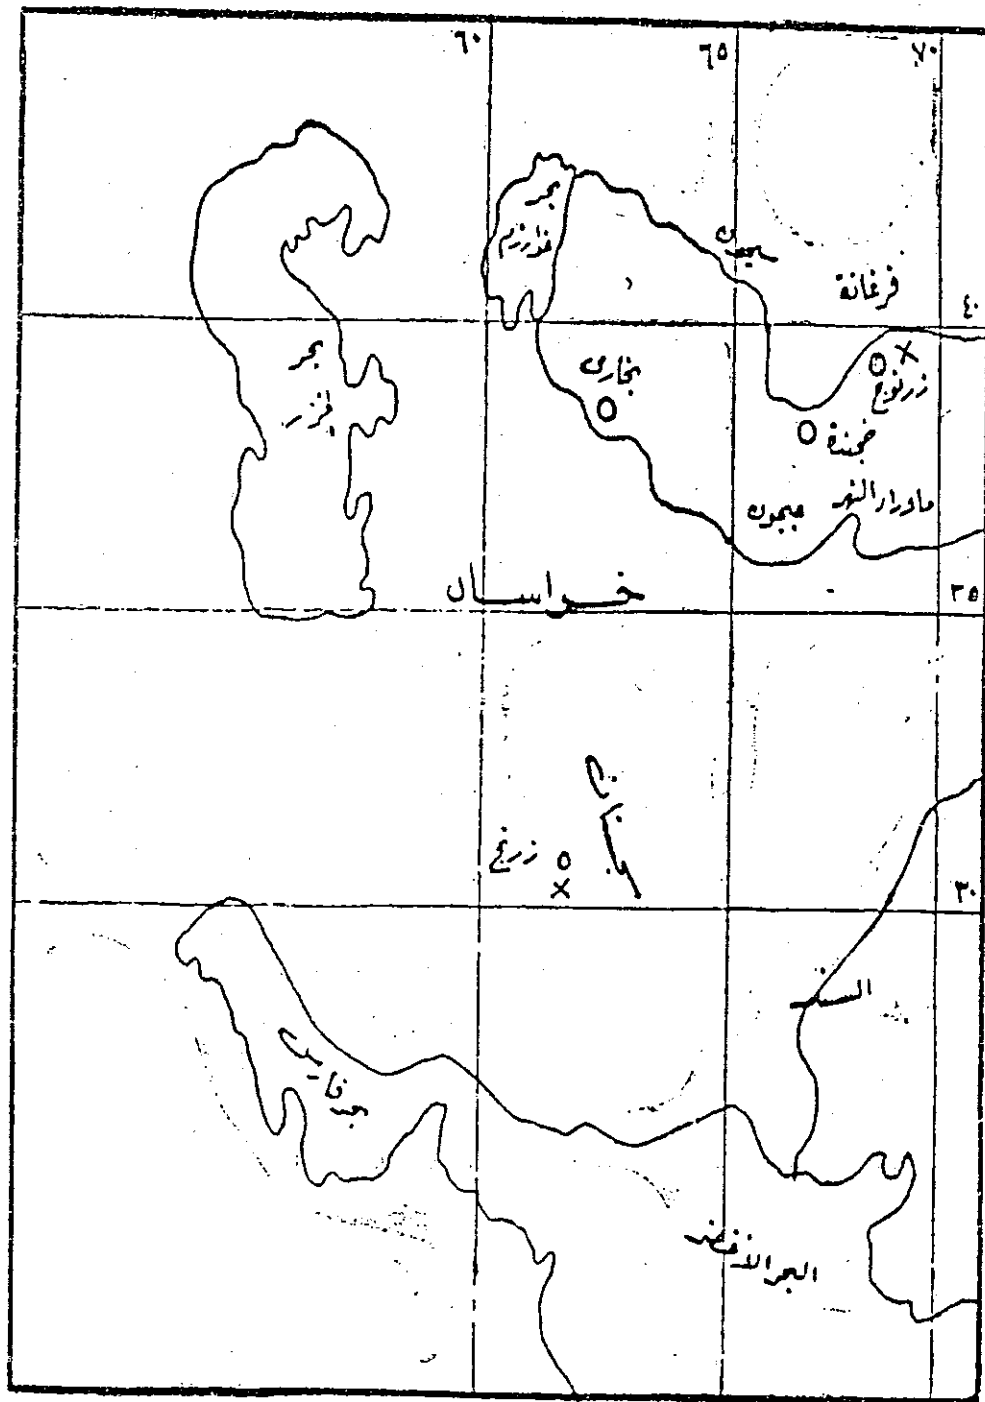 ٦٠
٦٥
٧٠
بحر
خوارزم
سيحون
فرغانة
٤٠
بحر
الخزر
بخارى
زرنوج
خجندة
ماوراء النهر
جيحون
خراسان
٣٥
زرنج
٣٠
السند
بحر فارس
البحر الأخضر